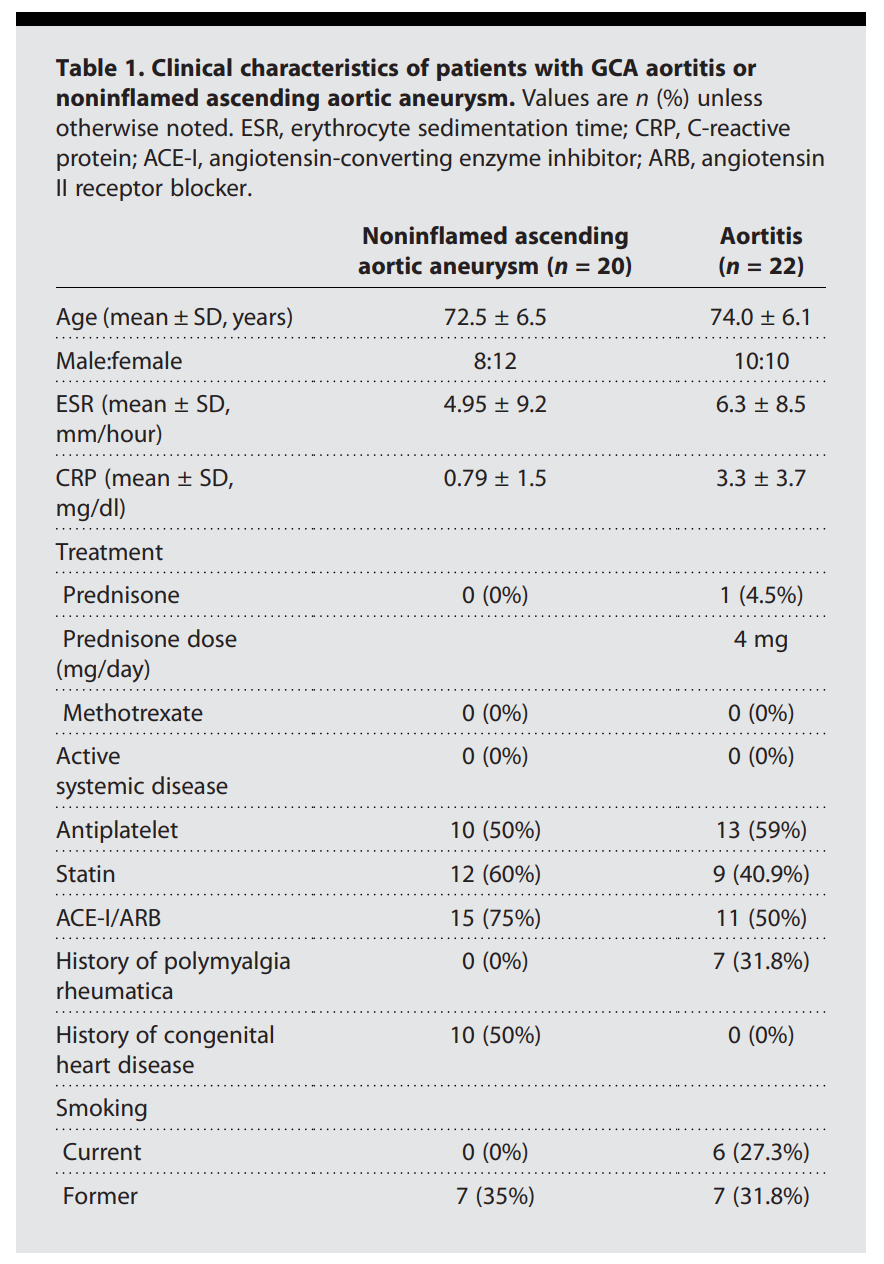 Table 1. Clinical characteristics of patients with GCA aortitis or
noninflamed ascending aortic aneurysm. Values are n (%) unless
otherwise noted. ESR, erythrocyte sedimentation time; CRP, C-reactive
protein; ACE-I, angiotensin-converting enzyme inhibitor; ARB, angiotensin
II receptor blocker.
Noninflamed ascending Aortitis
aortic aneurysm (n = 20) (n = 22)
Age (mean ± SD, years) 72.5 ± 6.5 74.0 ± 6.1
Male:female 8:12 10:10
ESR (mean ± SD, 4.95 ± 9.2 6.3 ± 8.5
mm/hour)
CRP (mean ± SD, 0.79 ± 1.5 3.3 ± 3.7
mg/dl)
Treatment
Prednisone 0 (0%) 1 (4.5%)
Prednisone dose 4 mg
(mg/day)
Methotrexate 0 (0%) 0 (0%)
Active 0 (0%) 0 (0%)
systemic disease
Antiplatelet 10 (50%) 13 (59%)
Statin 12 (60%) 9 (40.9%)
ACE-I/ARB 15 (75%) 11 (50%)
History of polymyalgia 0 (0%) 7 (31.8%)
rheumatica
History of congenital 10 (50%) 0 (0%)
heart disease
Smoking
Current 0 (0%) 6 (27.3%)
Former 7 (35%) 7 (31.8%)